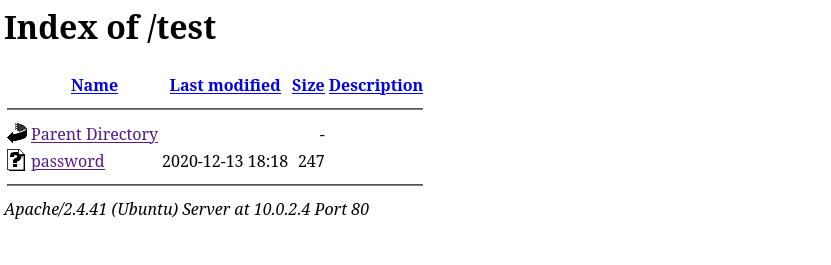 Index of /test
Name Last modified Size Description
Parent Directory -
password 2020-12-13 18:18 247
Apache/2.4.41 (Ubuntu) Server at 10.0.2.4 Port 80